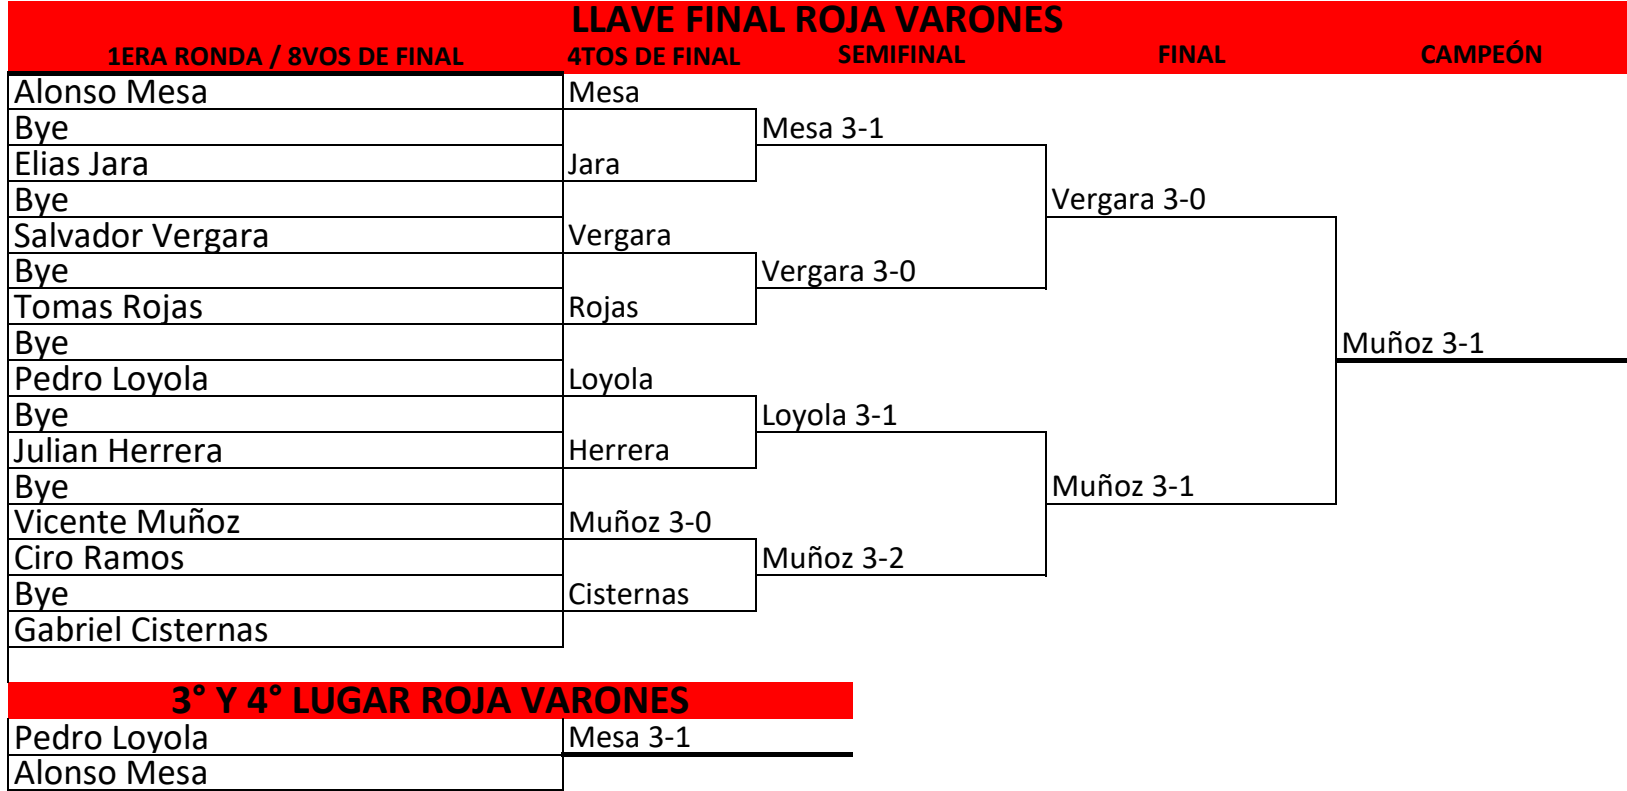 LLAVE FINAL ROJA VARONES
1ERA RONDA / 8VOS DE FINAL 4TOS DE FINAL SEMIFINAL FINAL CAMPEÓN
Alonso Mesa Mesa
Bye Mesa 3-1
Elias Jara Jara
Bye Vergara 3-0
Salvador Vergara Vergara
Bye Vergara 3-0
Tomas Rojas Rojas
Bye Muñoz 3-1
Pedro Loyola Loyola
Bye Loyola 3-1
Julian Herrera Herrera
Bye Muñoz 3-1
Vicente Muñoz Muñoz 3-0
Ciro Ramos Muñoz 3-2
Bye Cisternas
Gabriel Cisternas
3° Y 4° LUGAR ROJA VARONES
Pedro Loyola Mesa 3-1
Alonso Mesa